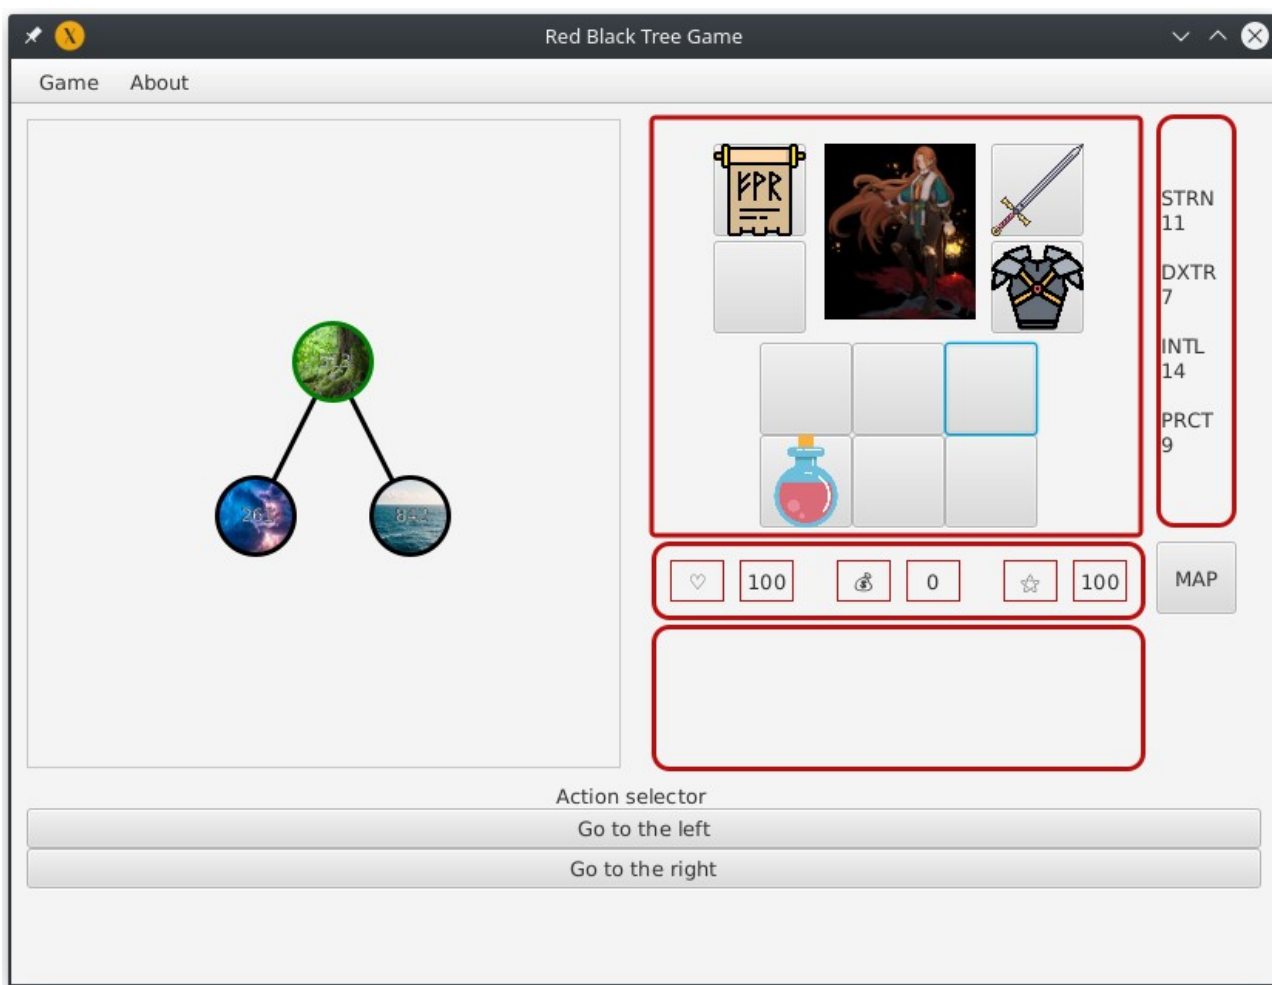 Red Black Tree Game
Game
About
842
STRN
11
DXTR
7
INTL
14
PRCT
9
♡ 100 💰 0 ☆ 100
MAP
Action selector
Go to the left
Go to the right